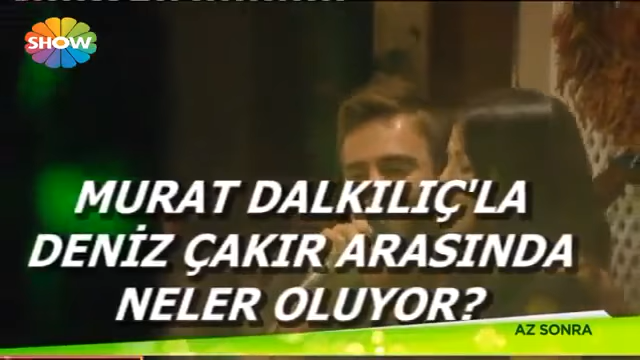 SHOW
MURAT DALKILIÇ'LA
DENİZ ÇAKIR ARASINDA
NELER OLUYOR?
AZ SONRA